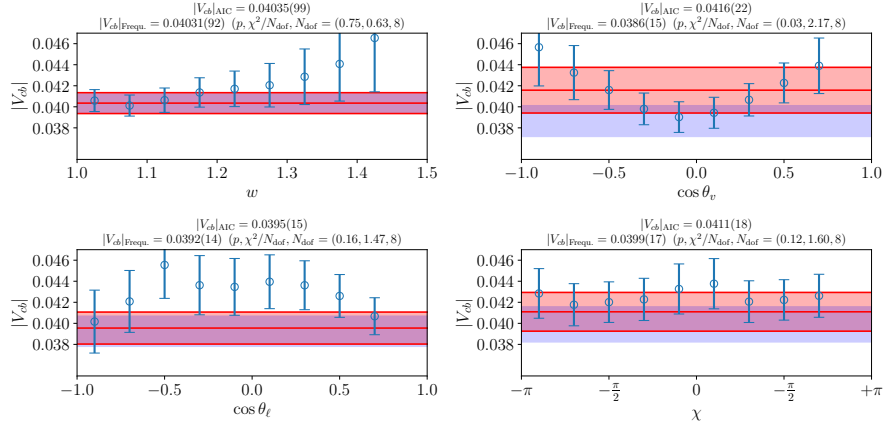 |V_cb|_AIC = 0.04035(99)
|V_cb|_Frequ. = 0.04031(92) (p, χ²/N_dof, N_dof = (0.75, 0.63, 8)
0.046
0.044
0.042
0.040
0.038
|V_cb|
1.0 1.1 1.2 1.3 1.4 1.5
w
|V_cb|_AIC = 0.0416(22)
|V_cb|_Frequ. = 0.0386(15) (p, χ²/N_dof, N_dof = (0.03, 2.17, 8)
0.046
0.044
0.042
0.040
0.038
|V_cb|
−1.0 −0.5 0.0 0.5 1.0
cos θ_v
|V_cb|_AIC = 0.0395(15)
|V_cb|_Frequ. = 0.0392(14) (p, χ²/N_dof, N_dof = (0.16, 1.47, 8)
0.046
0.044
0.042
0.040
0.038
|V_cb|
−1.0 −0.5 0.0 0.5 1.0
cos θ_ℓ
|V_cb|_AIC = 0.0411(18)
|V_cb|_Frequ. = 0.0399(17) (p, χ²/N_dof, N_dof = (0.12, 1.60, 8)
0.046
0.044
0.042
0.040
0.038
|V_cb|
−π −π/2 0 −π/2 +π
χ